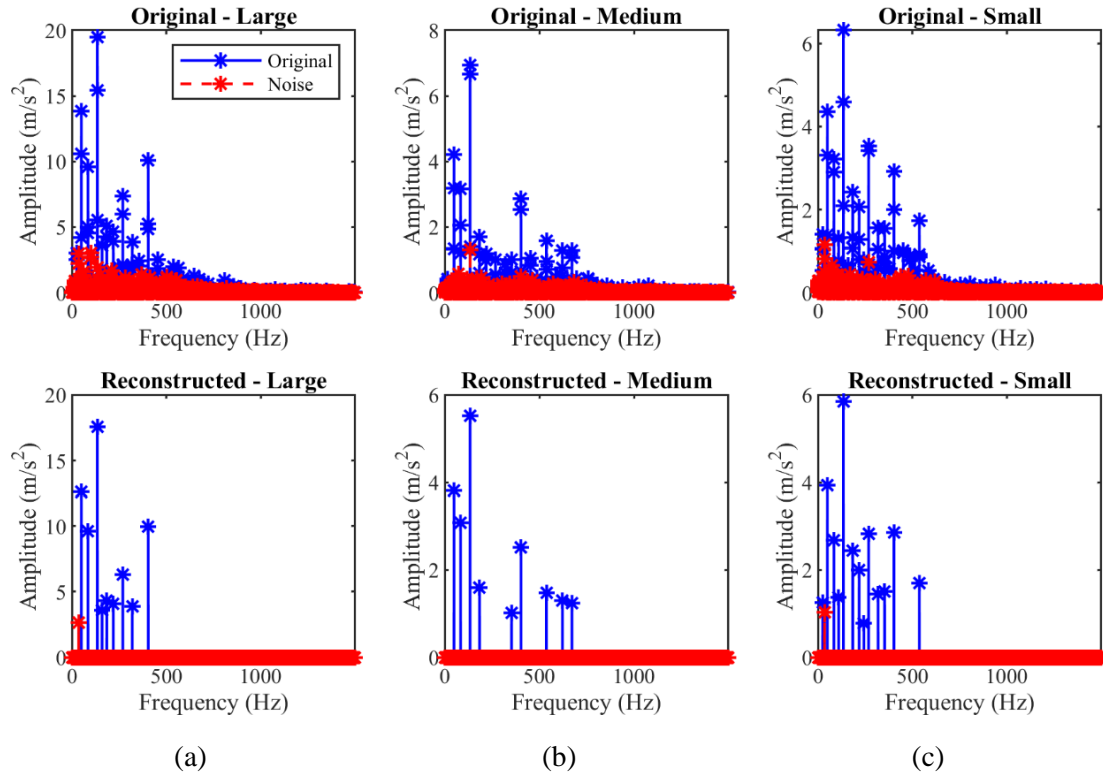 Original - Large
20
15
10
5
0
Amplitude (m/s²)
Original
Noise
0
500
1000
Frequency (Hz)
Original - Medium
8
6
4
2
0
Amplitude (m/s²)
0
500
1000
Frequency (Hz)
Original - Small
6
4
2
0
Amplitude (m/s²)
0
500
1000
Frequency (Hz)
Reconstructed - Large
20
15
10
5
0
Amplitude (m/s²)
0
500
1000
Frequency (Hz)
Reconstructed - Medium
6
4
2
0
Amplitude (m/s²)
0
500
1000
Frequency (Hz)
Reconstructed - Small
6
4
2
0
Amplitude (m/s²)
0
500
1000
Frequency (Hz)
(a)
(b)
(c)